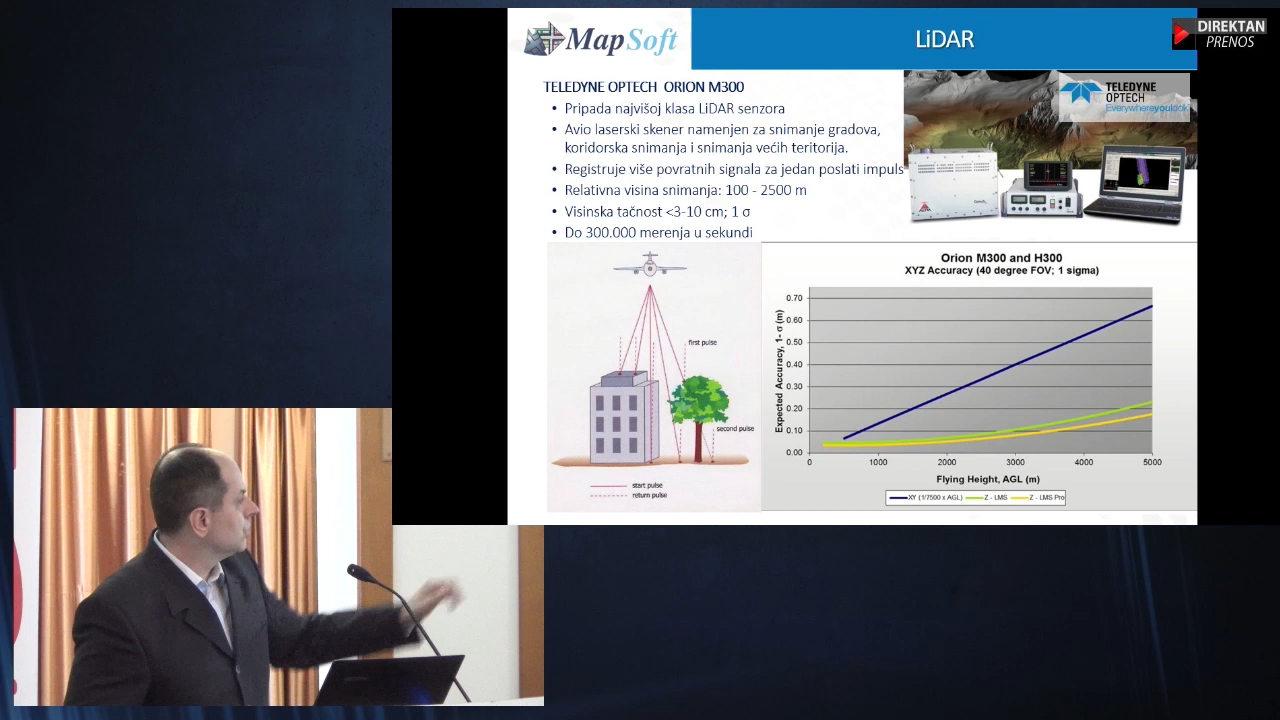 MapSoft
LiDAR
DIREKTAN
PRENOS
TELEDYNE OPTECH ORION M300
• Pripada najvišoj klasa LiDAR senzora
• Avio laserski skener namenjen za snimanje gradova,
koridorska snimanja i snimanja većih teritorija.
• Registruje više povratnih signala za jedan poslati impuls
• Relativna visina snimanja: 100 - 2500 m
• Visinska tačnost <3-10 cm; 1 σ
• Do 300.000 merenja u sekundi
TELEDYNE
OPTECH
Everywhereyoulook
first pulse
second pulse
start pulse
return pulse
Orion M300 and H300
XYZ Accuracy (40 degree FOV; 1 sigma)
Expected Accuracy, 1- σ (m)
0.70
0.60
0.50
0.40
0.30
0.20
0.10
0.00
0 1000 2000 3000 4000 5000
Flying Height, AGL (m)
XY (1/7500 x AGL) Z - LMS Z - LMS Pro